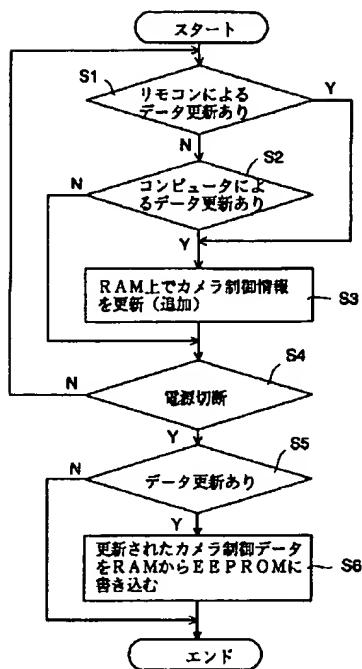 スタート
S1
リモコンによる
データ更新あり
Y
N
S2
N
コンピュータによ
るデータ更新あり
Y
RAM上でカメラ制御情報
を更新（追加）
S3
S4
N
電源切断
Y
S5
N
データ更新あり
Y
更新されたカメラ制御データ
をRAMからEEPROMに
書き込む
S6
エンド